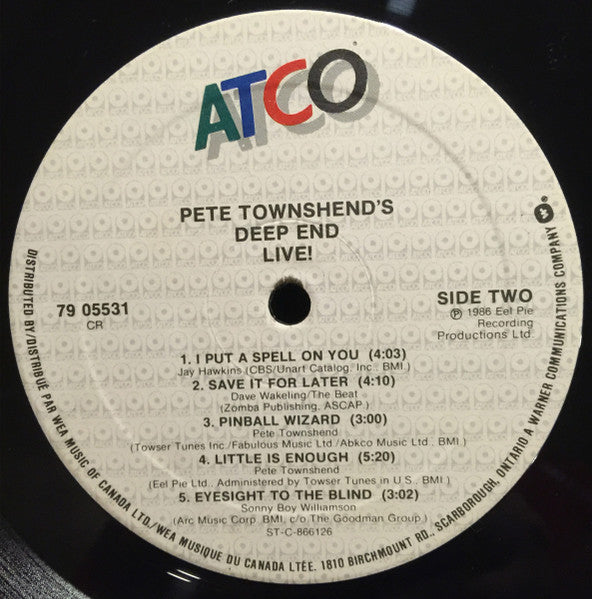 ATCO
PETE TOWNSHEND'S
DEEP END
LIVE!
79 05531
CR
SIDE TWO
Ⓟ 1986 Eel Pie
Recording
Productions Ltd.
1. I PUT A SPELL ON YOU (4:03)
Jay Hawkins (CBS/Unart Catalog, Inc., BMI.)
2. SAVE IT FOR LATER (4:10)
Dave Wakeling/The Beat
(Zomba Publishing, ASCAP)
3. PINBALL WIZARD (3:00)
Pete Townshend
(Towser Tunes Inc/Fabulous Music Ltd./Abkco Music Ltd., BMI)
4. LITTLE IS ENOUGH (5:20)
Pete Townshend
(Eel Pie Ltd., Administered by Towser Tunes in U.S., BMI)
5. EYESIGHT TO THE BLIND (3:02)
Sonny Boy Williamson
(Arc Music Corp. BMI, c/o The Goodman Group)
ST-C-866126
DISTRIBUTED BY/DISTRIBUÉ PAR WEA MUSIC OF CANADA LTD./WEA MUSIQUE DU CANADA LTÉE. 1810 BIRCHMOUNT RD., SCARBOROUGH, ONTARIO A WARNER COMMUNICATIONS COMPANY